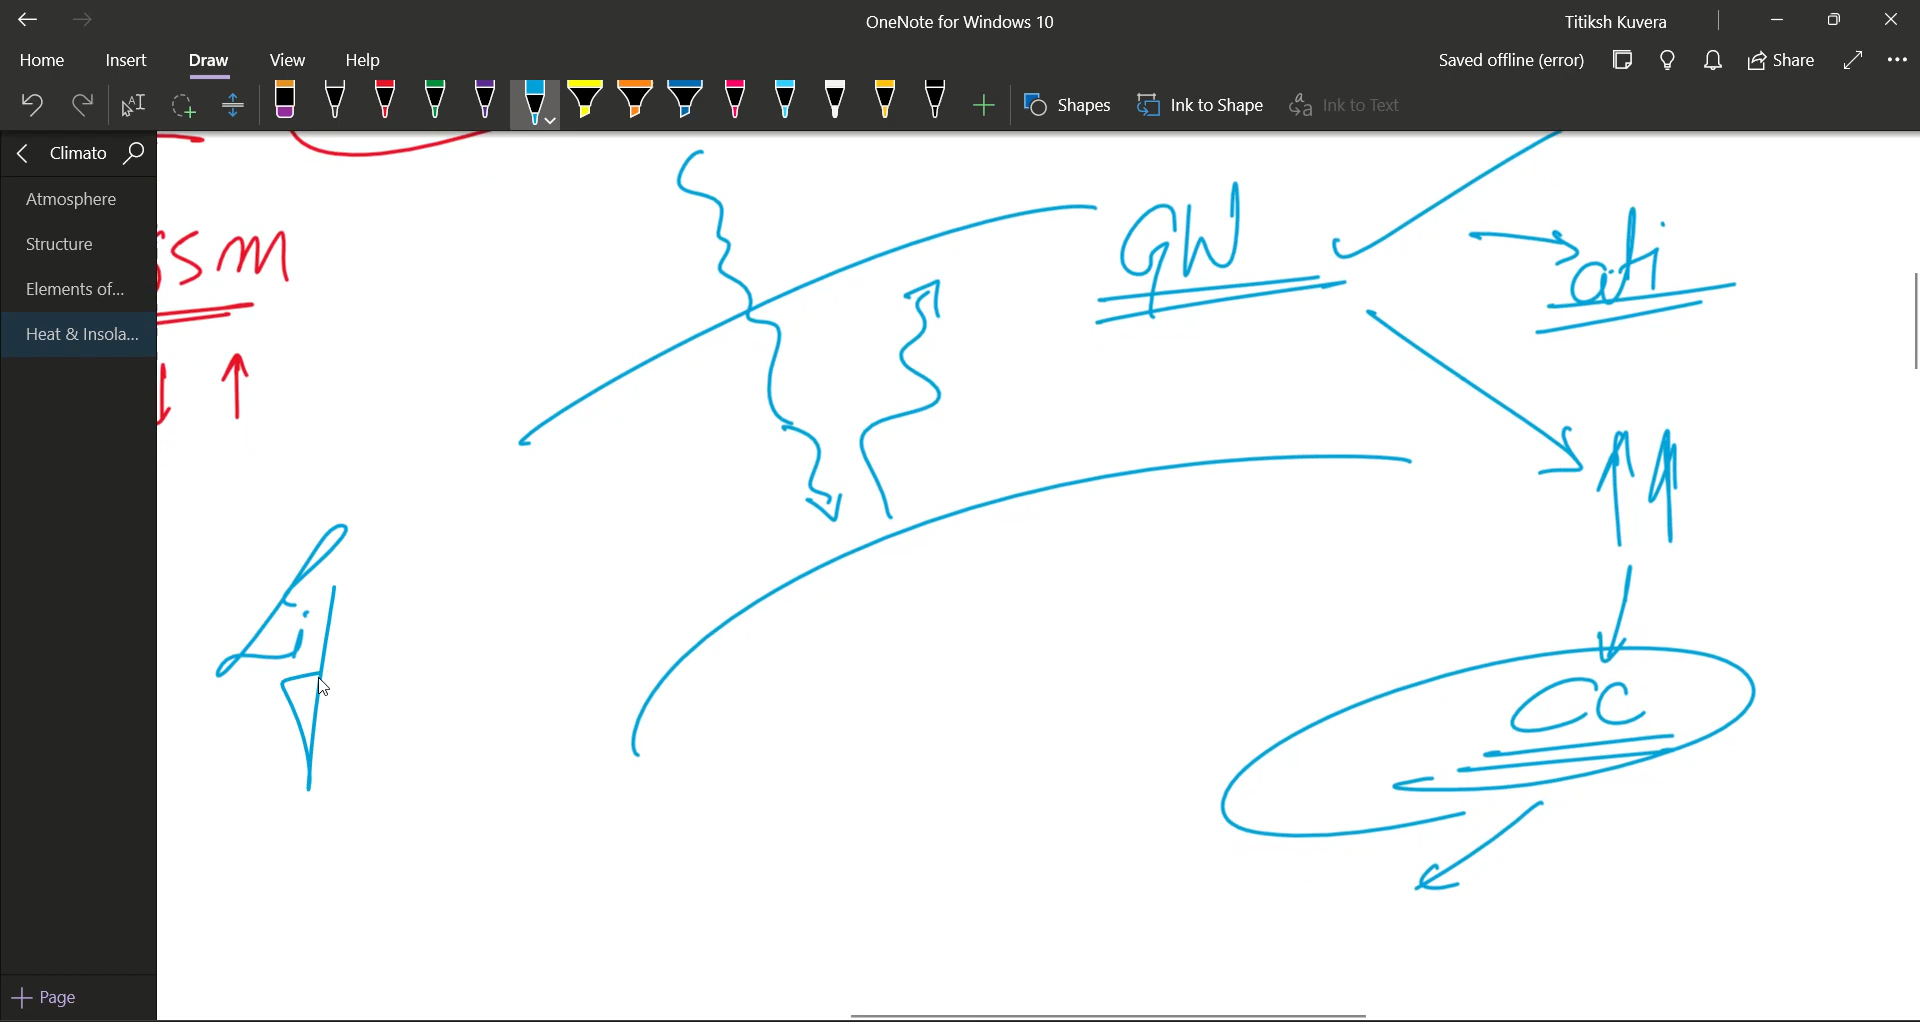 OneNote for Windows 10
Titiksh Kuvera
Home Insert Draw View Help
Saved offline (error) Share
Shapes Ink to Shape Ink to Text
Climato
Atmosphere
Structure
Elements of...
Heat & Insola...
SM
GW
CC
Page